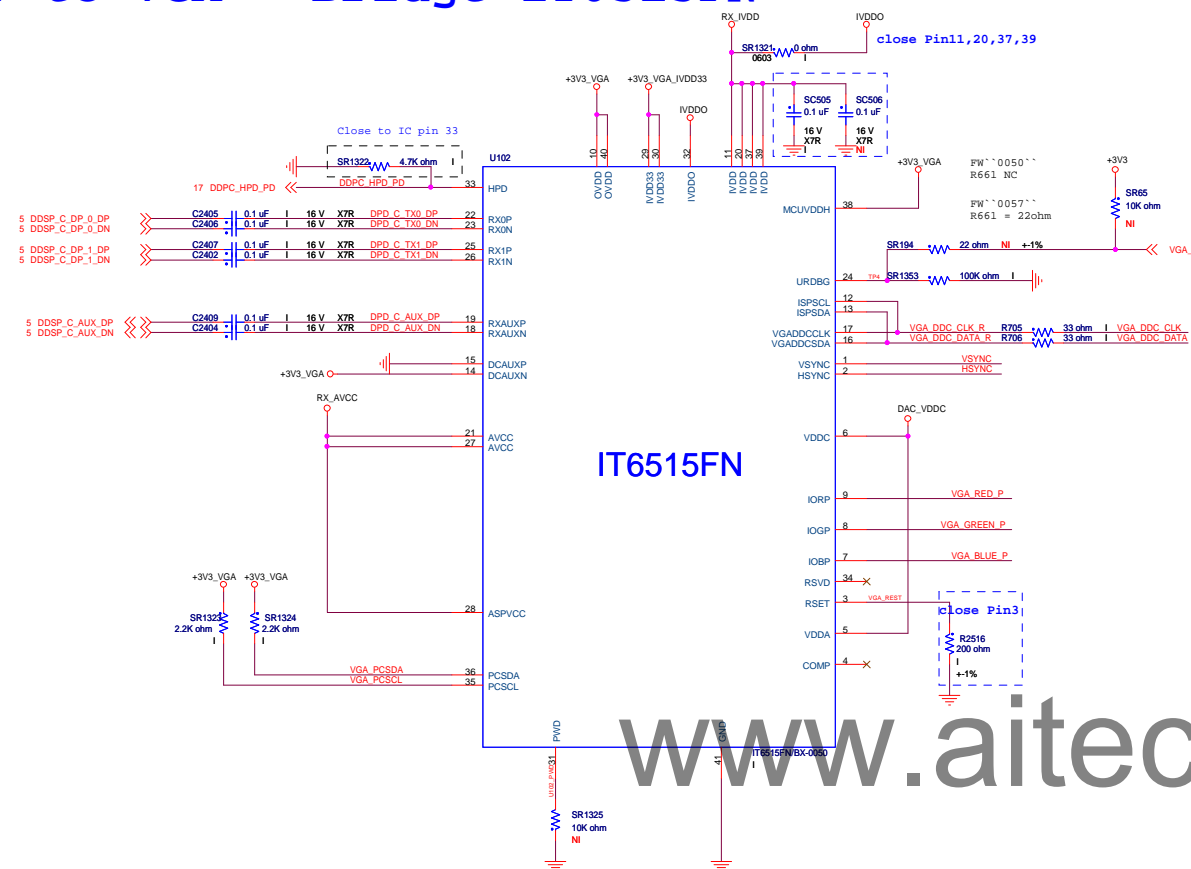 RX_IVDD
IVDDO
close Pin11,20,37,39
SR1321 0 ohm
0603 I
+3V3_VGA
+3V3_VGA_IVDD33
IVDDO
SC505
0.1 uF
16 V
X7R
I
SC506
0.1 uF
16 V
X7R
NI
Close to IC pin 33
SR1322 4.7K ohm I
U102
17 DDPC_HPD_PD
DDPC_HPD_PD
33 HPD
10 OVDD
40 OVDD
29 IVDD33
30 IVDD33
32 IVDDO
11 IVDD
20 IVDD
37 IVDD
39 IVDD
+3V3_VGA
MCUVDDH 38
FW``0050``
R661 NC
FW``0057``
R661 = 22ohm
+3V3
SR65
10K ohm
NI
5 DDSP_C_DP_0_DP C2405 0.1 uF I 16 V X7R DPD_C_TX0_DP 22 RX0P
5 DDSP_C_DP_0_DN C2406 0.1 uF I 16 V X7R DPD_C_TX0_DN 23 RX0N
5 DDSP_C_DP_1_DP C2407 0.1 uF I 16 V X7R DPD_C_TX1_DP 25 RX1P
5 DDSP_C_DP_1_DN C2402 0.1 uF I 16 V X7R DPD_C_TX1_DN 26 RX1N
SR194 22 ohm NI +-1%
VGA_
URDBG 24 TP4 SR1353 100K ohm I
ISPSCL 12
ISPSDA 13
5 DDSP_C_AUX_DP C2409 0.1 uF I 16 V X7R DPD_C_AUX_DP 19 RXAUXP
5 DDSP_C_AUX_DN C2404 0.1 uF I 16 V X7R DPD_C_AUX_DN 18 RXAUXN
VGADDCCLK 17 VGA_DDC_CLK_R R705 33 ohm I VGA_DDC_CLK
VGADDCSDA 16 VGA_DDC_DATA_R R706 33 ohm I VGA_DDC_DATA
15 DCAUXP
+3V3_VGA 14 DCAUXN
VSYNC 1 VSYNC
HSYNC 2 HSYNC
RX_AVCC
21 AVCC
27 AVCC
DAC_VDDC
VDDC 6
IT6515FN
IORP 9 VGA_RED_P
IOGP 8 VGA_GREEN_P
IOBP 7 VGA_BLUE_P
RSVD 34
RSET 3 VGA_REST
close Pin3
VDDA 5
R2516
200 ohm
I
+-1%
COMP 4
+3V3_VGA +3V3_VGA
SR1323
2.2K ohm
I
SR1324
2.2K ohm
I
28 ASPVCC
VGA_PCSDA 36 PCSDA
VGA_PCSCL 35 PCSCL
PWD
31
U102_PWD
GND
41
IT6515FN/BX-0050
I
SR1325
10K ohm
NI
www.aitec